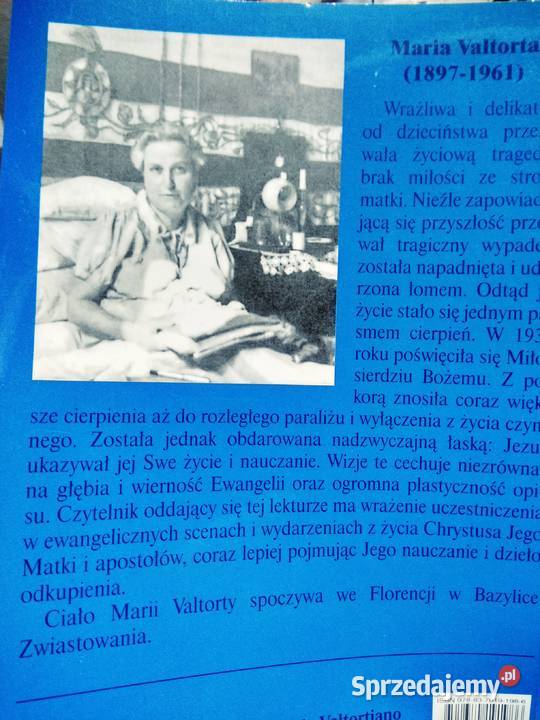 Maria Valtorta
(1897-1961)
Wrażliwa i delikat
od dzieciństwa prze
wała życiową traged
brak miłości ze stro
matki. Nieźle zapowiad
jącą się przyszłość prze
wał tragiczny wypade
została napadnięta i ud
rzona łomem. Odtąd j
życie stało się jednym p
smem cierpień. W 193
roku poświęciła się Miło
sierdziu Bożemu. Z po
korą znosiła coraz więk
sze cierpienia aż do rozległego paraliżu i wyłączenia z życia czyn
nego. Została jednak obdarowana nadzwyczajną łaską: Jezu
ukazywał jej Swe życie i nauczanie. Wizje te cechuje niezrówna
na głębia i wierność Ewangelii oraz ogromna plastyczność opi
su. Czytelnik oddający się tej lekturze ma wrażenie uczestniczenia
w ewangelicznych scenach i wydarzeniach z życia Chrystusa Jego
Matki i apostołów, coraz lepiej pojmując Jego nauczanie i dzieło
odkupienia.
Ciało Marii Valtorty spoczywa we Florencji w Bazylice
Zwiastowania.
Valtortiano
Sprzedajemy.pl